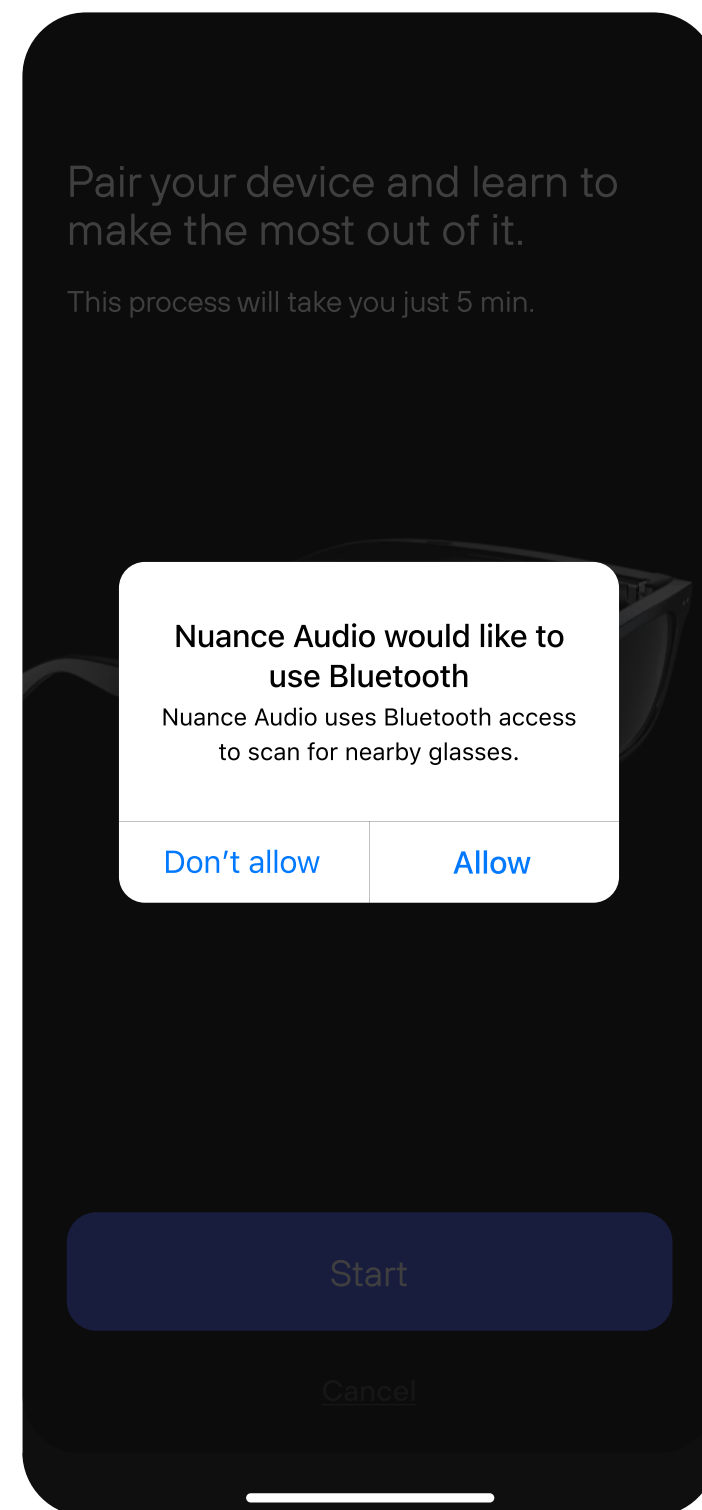 Pair your device and learn to
make the most out of it.
This process will take you just 5 min.
Nuance Audio would like to
use Bluetooth
Nuance Audio uses Bluetooth access
to scan for nearby glasses.
Don’t allow
Allow
Start
Cancel